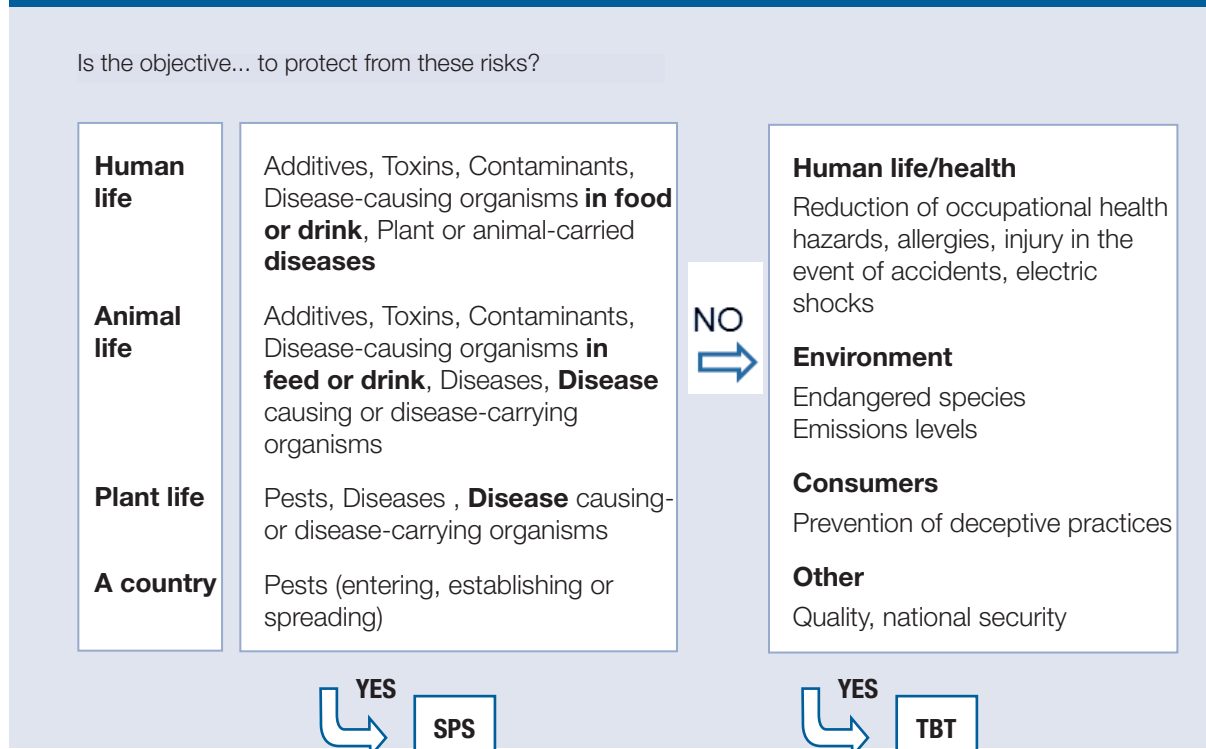 Is the objective... to protect from these risks?
Human
life
Additives, Toxins, Contaminants,
Disease-causing organisms in food
or drink, Plant or animal-carried
diseases
Animal
life
Additives, Toxins, Contaminants,
Disease-causing organisms in
feed or drink, Diseases, Disease
causing or disease-carrying
organisms
Plant life
Pests, Diseases , Disease causing-
or disease-carrying organisms
A country
Pests (entering, establishing or
spreading)
YES
SPS
NO
Human life/health
Reduction of occupational health
hazards, allergies, injury in the
event of accidents, electric
shocks
Environment
Endangered species
Emissions levels
Consumers
Prevention of deceptive practices
Other
Quality, national security
YES
TBT